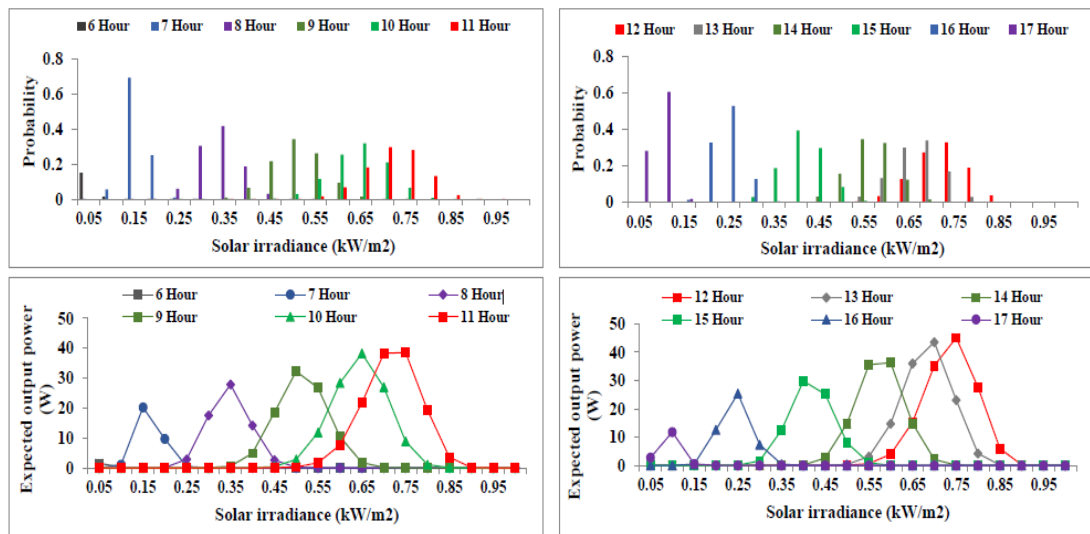 6 Hour 7 Hour 8 Hour 9 Hour 10 Hour 11 Hour
0.8
0.6
0.4
0.2
0
Probability
0.05 0.15 0.25 0.35 0.45 0.55 0.65 0.75 0.85 0.95
Solar irradiance (kW/m2)
12 Hour 13 Hour 14 Hour 15 Hour 16 Hour 17 Hour
0.8
0.6
0.4
0.2
0
Probability
0.05 0.15 0.25 0.35 0.45 0.55 0.65 0.75 0.85 0.95
Solar irradiance (kW/m2)
6 Hour 7 Hour 8 Hour
9 Hour 10 Hour 11 Hour
50
40
30
20
10
0
Expected output power
(W)
0.05 0.15 0.25 0.35 0.45 0.55 0.65 0.75 0.85 0.95
Solar irradiance (kW/m2)
12 Hour 13 Hour 14 Hour
15 Hour 16 Hour 17 Hour
50
40
30
20
10
0
Expected output power
(W)
0.05 0.15 0.25 0.35 0.45 0.55 0.65 0.75 0.85 0.95
Solar irradiance (kW/m2)